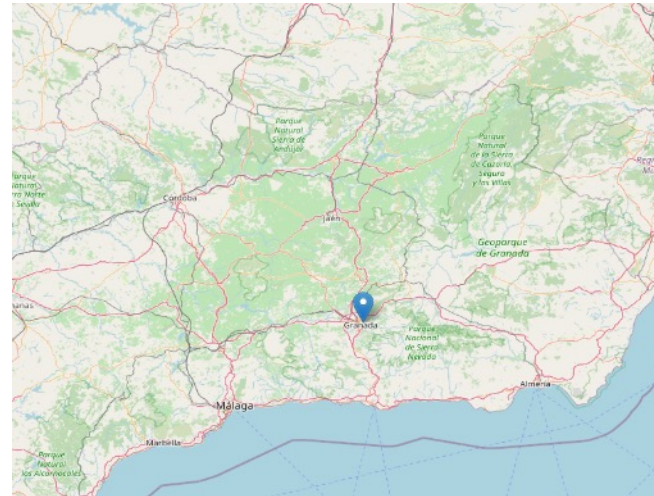 Parque
Natural
Sierra de
Andújar
Parque
Natural
de la Sierra
de Cazorla,
Segura
y las Villas
Córdoba
Jaén
Geoparque
de Granada
Granada
Parque
Nacional
de Sierra
Nevada
Almería
Málaga
Marbella
Parque
Natural
los Alcornocales